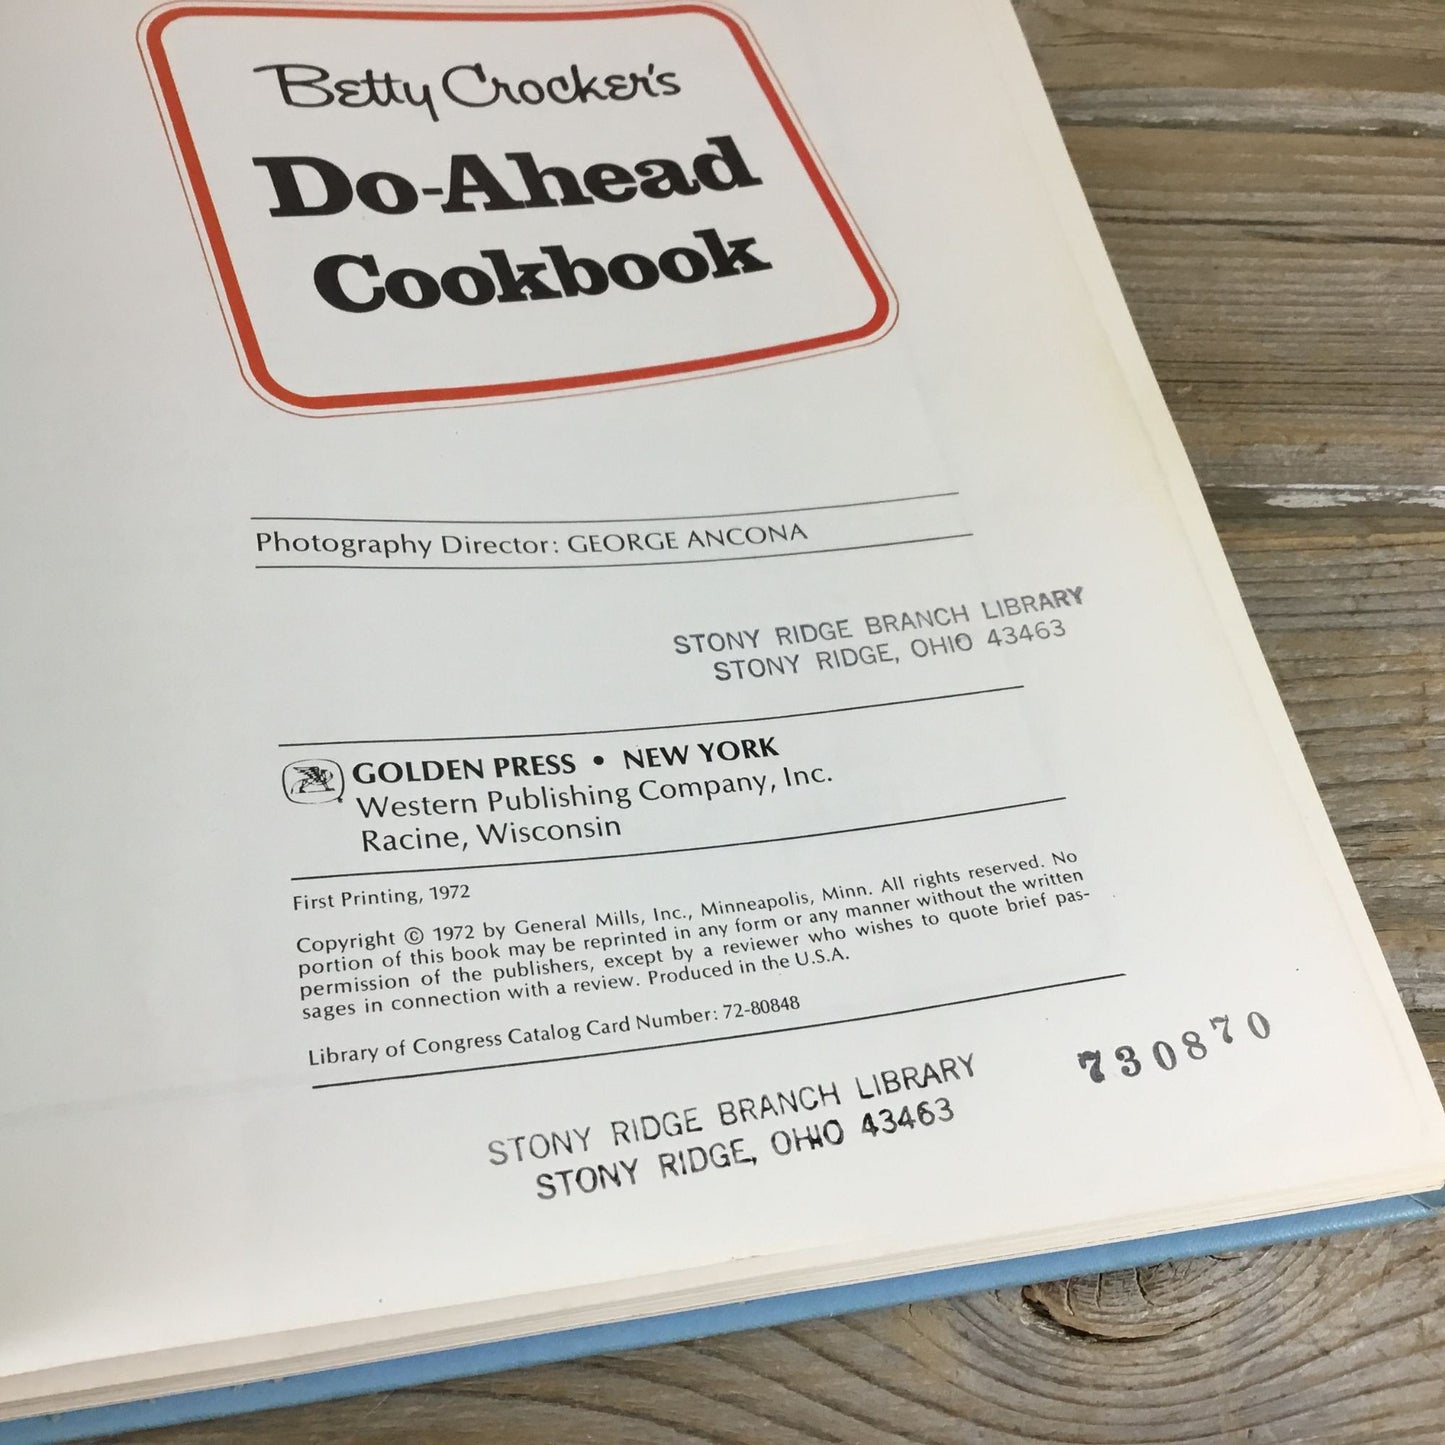 Betty Crocker's
Do-Ahead
Cookbook
Photography Director: GEORGE ANCONA
STONY RIDGE BRANCH LIBRARY
STONY RIDGE, OHIO 43463
GOLDEN PRESS • NEW YORK
Western Publishing Company, Inc.
Racine, Wisconsin
First Printing, 1972
Copyright © 1972 by General Mills, Inc., Minneapolis, Minn. All rights reserved. No
portion of this book may be reprinted in any form or any manner without the written
permission of the publishers, except by a reviewer who wishes to quote brief pas-
sages in connection with a review. Produced in the U.S.A.
Library of Congress Catalog Card Number: 72-80848
730870
STONY RIDGE BRANCH LIBRARY
STONY RIDGE, OHIO 43463